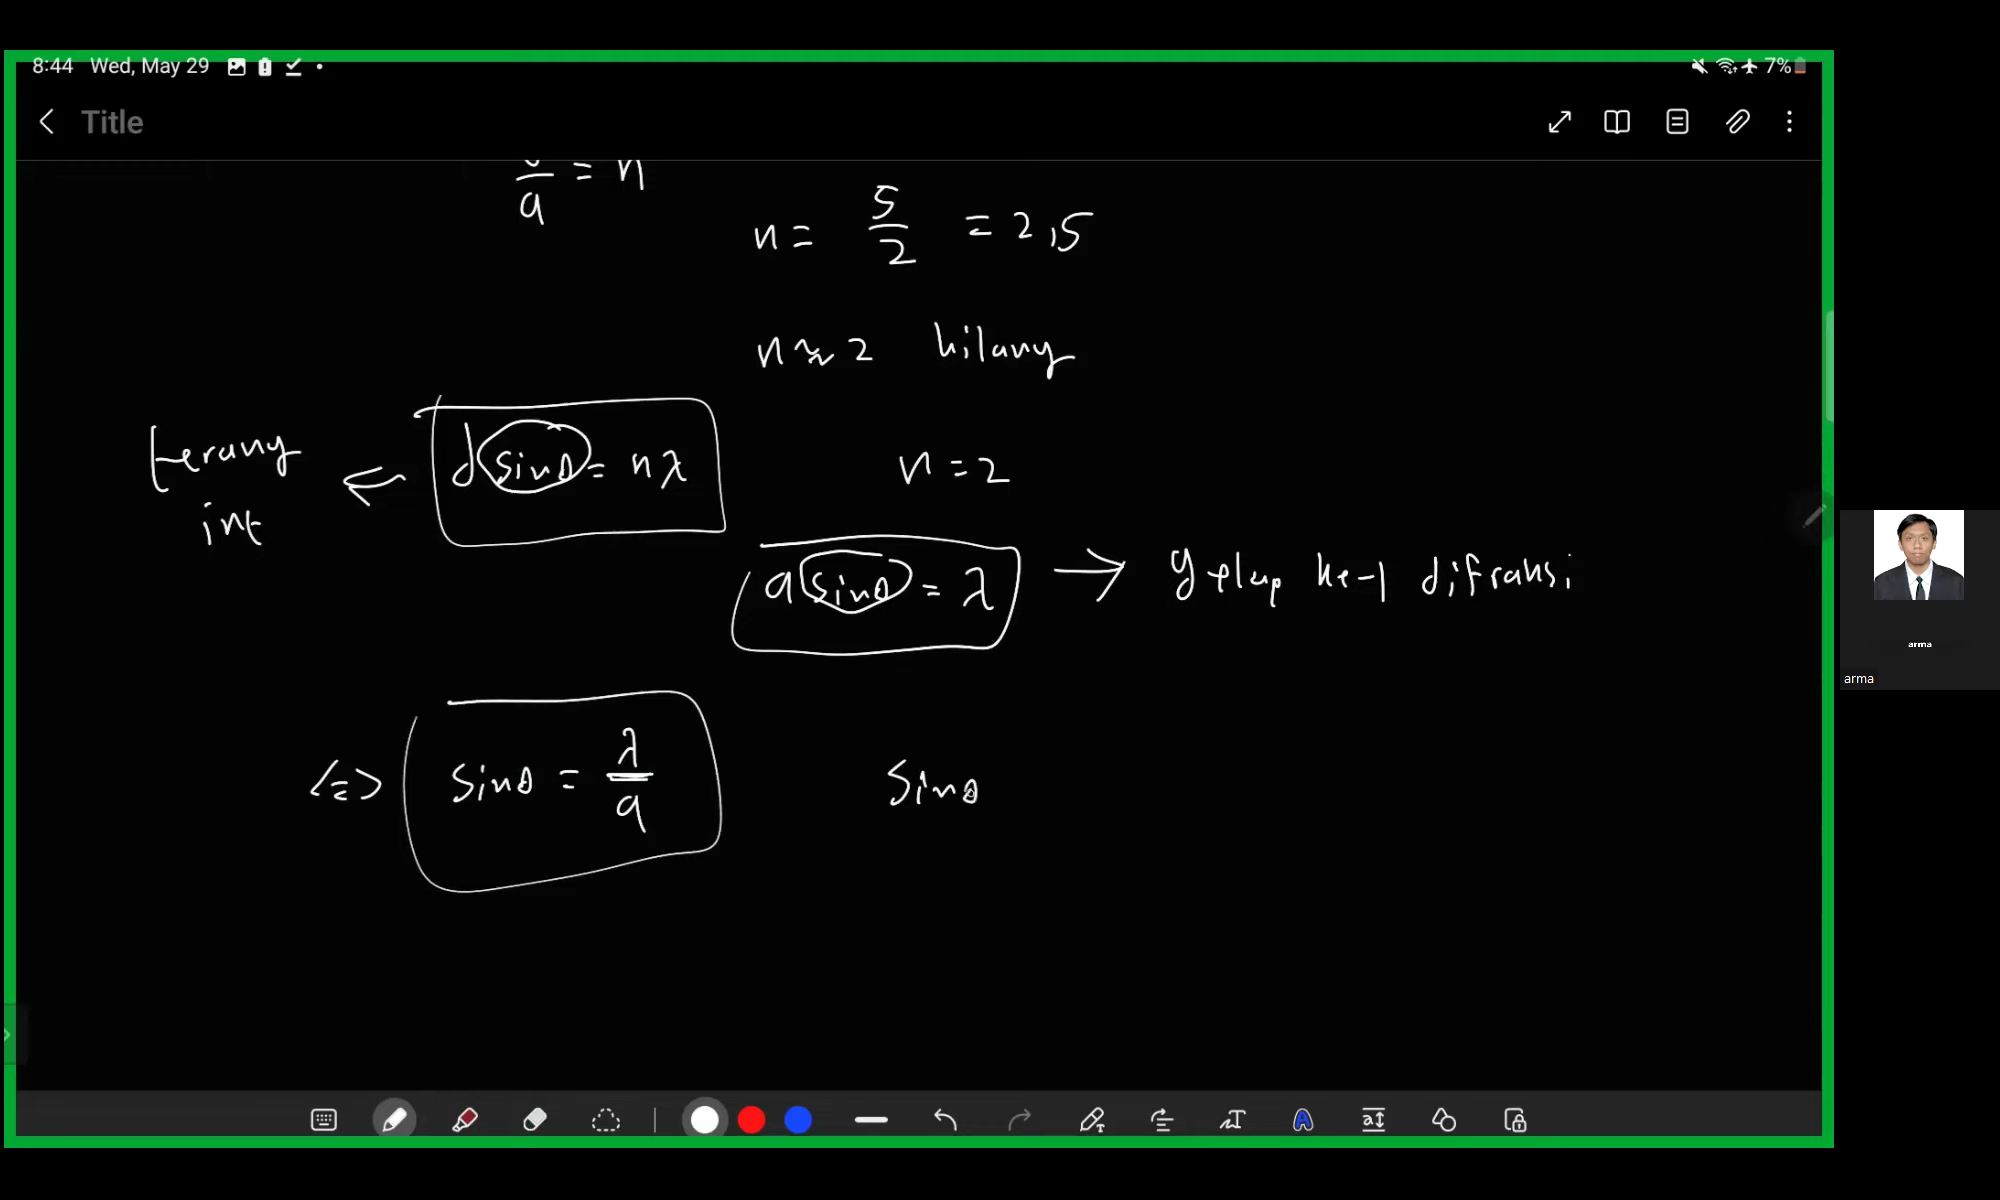 8:44 Wed, May 29
7%
Title
a = n
n = 5/2 = 2,5
n ≈ 2 hilang
terang int ← d sinθ = nλ
n = 2
a sinθ = λ → gelap ke-1 difraksi
<=> sinθ = λ/a
sinθ
arma
arma